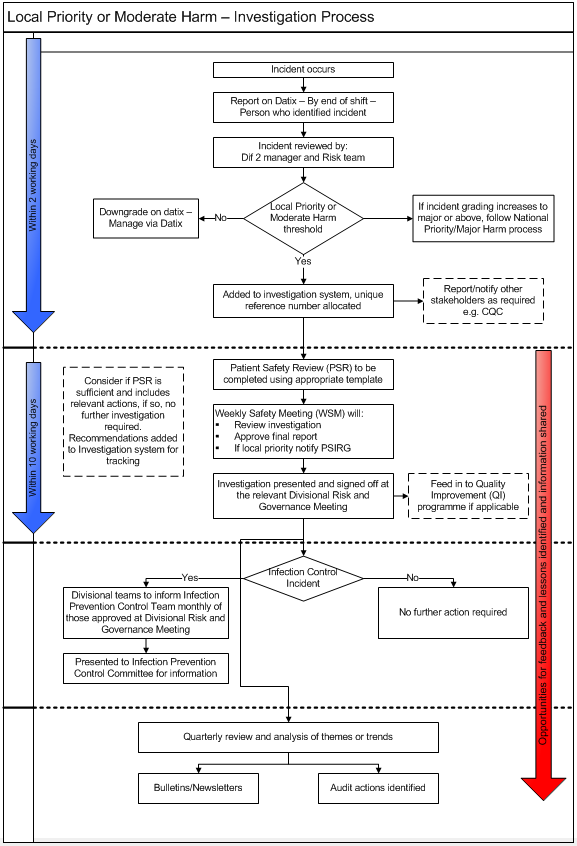 Local Priority or Moderate Harm – Investigation Process
Within 2 working days
Incident occurs
Report on Datix – By end of shift –
Person who identified incident
Incident reviewed by:
Dif 2 manager and Risk team
Local Priority or
Moderate Harm
threshold
No
Downgrade on datix –
Manage via Datix
If incident grading increases to
major or above, follow National
Priority/Major Harm process
Yes
Added to investigation system, unique
reference number allocated
Report/notify other
stakeholders as required
e.g. CQC
Within 10 working days
Consider if PSR is
sufficient and includes
relevant actions, if so, no
further investigation
required.
Recommendations added
to Investigation system for
tracking
Patient Safety Review (PSR) to be
completed using appropriate template
Weekly Safety Meeting (WSM) will:
▪ Review investigation
▪ Approve final report
▪ If local priority notify PSIRG
Investigation presented and signed off at
the relevant Divisional Risk and
Governance Meeting
Feed in to Quality
Improvement (QI)
programme if applicable
Opportunities for feedback and lessons identified and information shared
Infection Control
Incident
Yes
No
Divisional teams to inform Infection
Prevention Control Team monthly of
those approved at Divisional Risk and
Governance Meeting
No further action required
Presented to Infection Prevention
Control Committee for information
Quarterly review and analysis of themes or trends
Bulletins/Newsletters
Audit actions identified